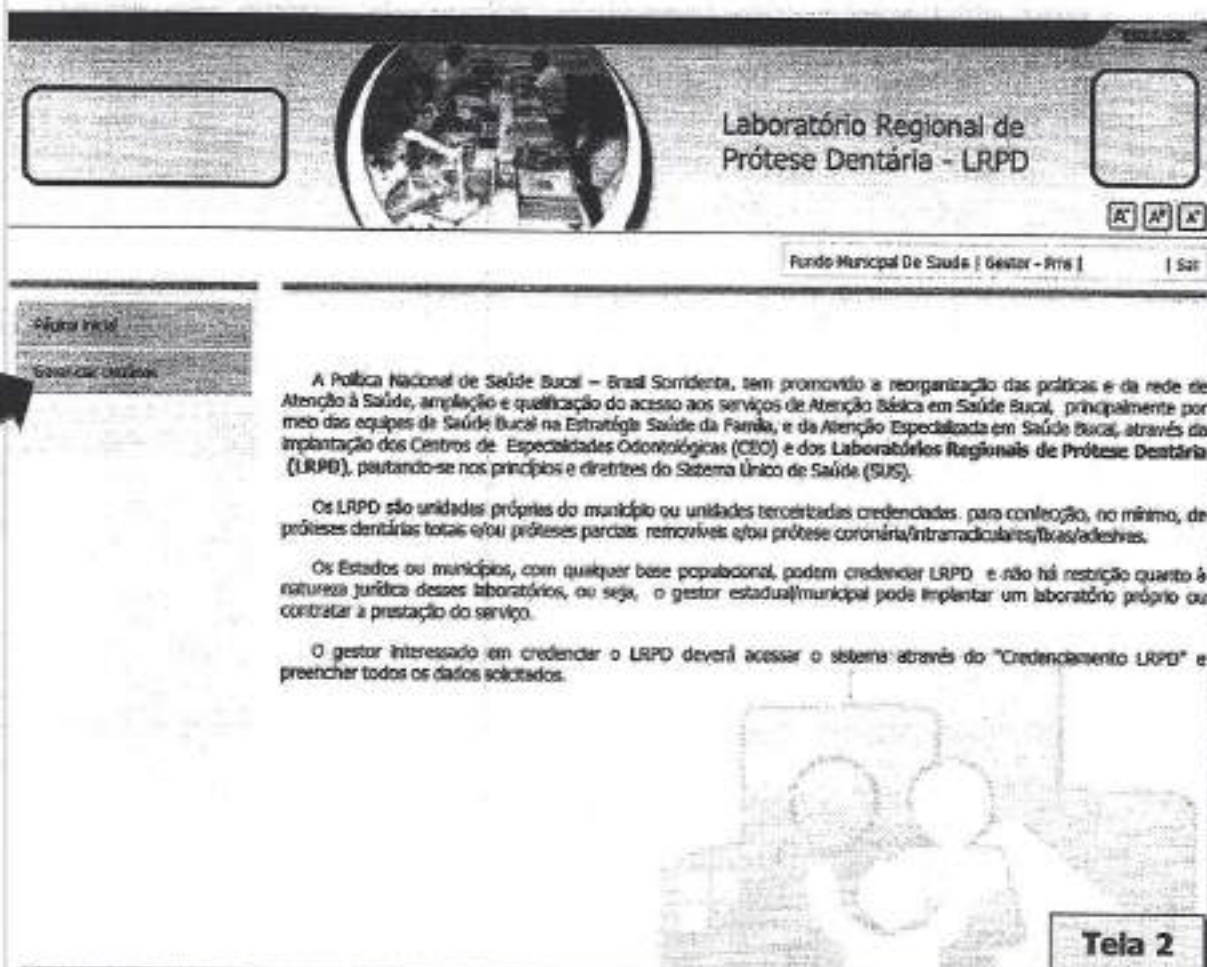 Laboratório Regional de
Prótese Dentária - LRPD
Fundo Municipal De Saude | Gestor - Fms | | Sair
Página Inicial
Gerenciar Usuários
A Política Nacional de Saúde Bucal – Brasil Sorridente, tem promovido a reorganização das práticas e da rede de
Atenção à Saúde, ampliação e qualificação do acesso aos serviços de Atenção Básica em Saúde Bucal, principalmente por
meio das equipes de Saúde Bucal na Estratégia Saúde da Família, e da Atenção Especializada em Saúde Bucal, através da
implantação dos Centros de Especialidades Odontológicas (CEO) e dos Laboratórios Regionais de Prótese Dentária
(LRPD), pautando-se nos princípios e diretrizes do Sistema Único de Saúde (SUS).
Os LRPD são unidades próprias do município ou unidades terceirizadas credenciadas para confecção, no mínimo, de
próteses dentárias totais e/ou próteses parciais removíveis e/ou prótese coronária/intrarradiculares/fixas/adesivas.
Os Estados ou municípios, com qualquer base populacional, podem credenciar LRPD e não há restrição quanto à
natureza jurídica desses laboratórios, ou seja, o gestor estadual/municipal pode implantar um laboratório próprio ou
contratar a prestação do serviço.
O gestor interessado em credenciar o LRPD deverá acessar o sistema através do "Credenciamento LRPD" e
preencher todos os dados solicitados.
Tela 2